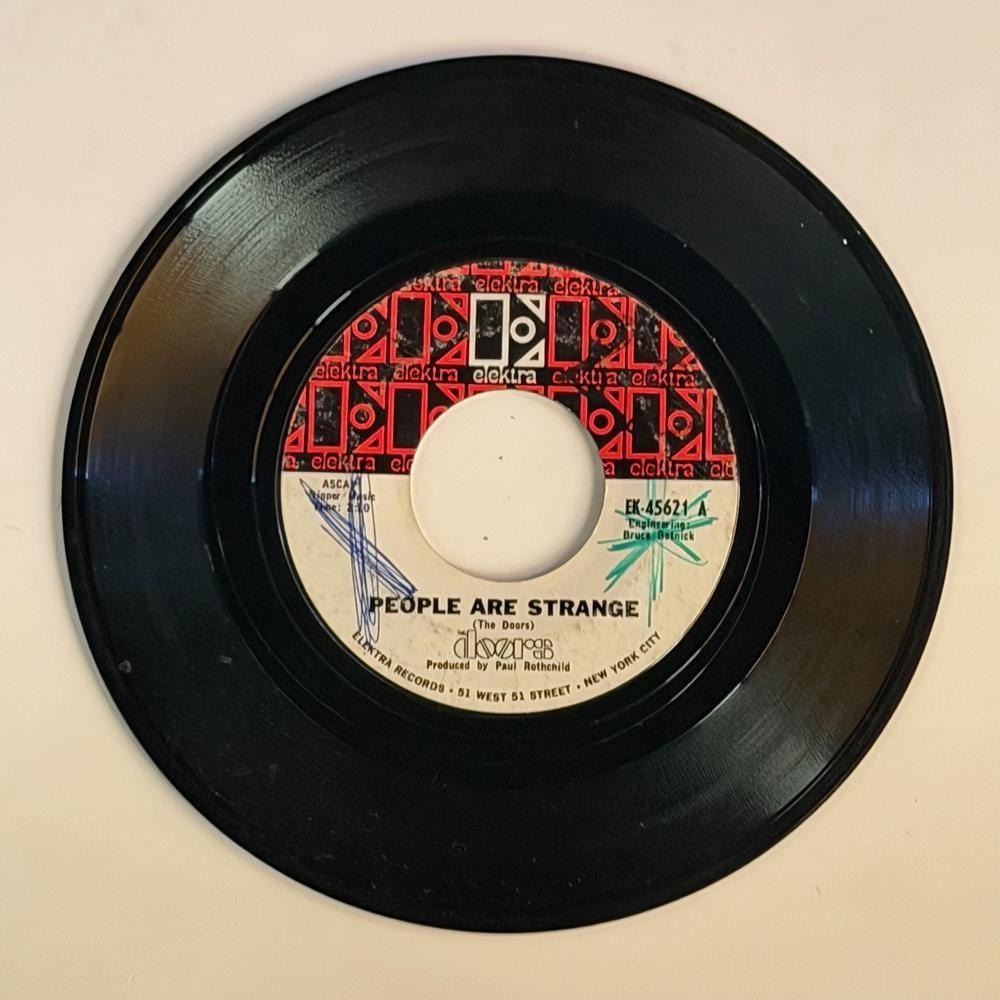 elektra elektra
elektra elektra elektra elektra elektra
elektra elektra
ASCA
Time: 2:10
EK-45621 A
Engineering:
Bruce Botnick
PEOPLE ARE STRANGE
(The Doors)
THE doors
Produced by Paul Rothchild
ELEKTRA RECORDS • 51 WEST 51 STREET • NEW YORK CITY